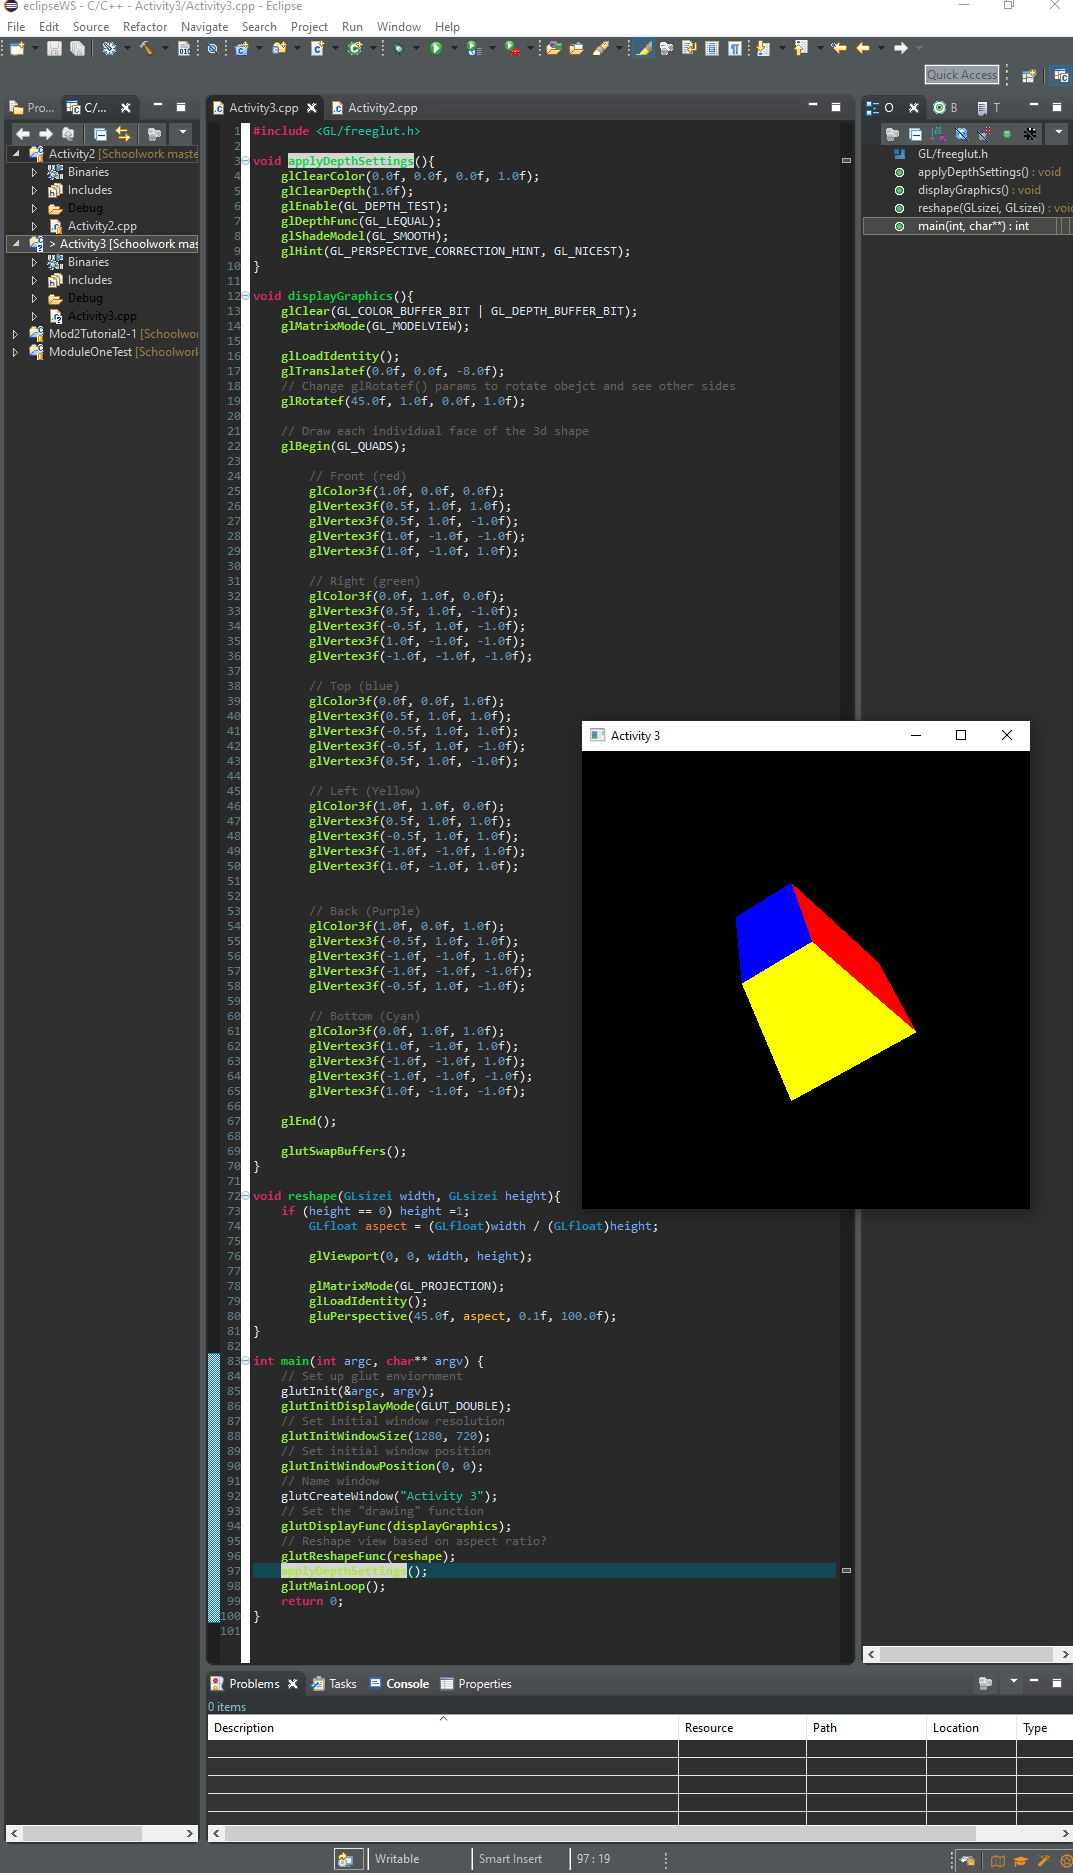 eclipseWS - C/C++ - Activity3/Activity3.cpp - Eclipse
File Edit Source Refactor Navigate Search Project Run Window Help
Quick Access
Pro... C/...
Activity3.cpp Activity2.cpp
O B T
Activity2 [Schoolwork maste
Binaries
Includes
Debug
Activity2.cpp
> Activity3 [Schoolwork mas
Binaries
Includes
Debug
Activity3.cpp
Mod2Tutorial2-1 [Schoolwo
ModuleOneTest [Schoolwork
1 #include <GL/freeglut.h>
2
3 void applyDepthSettings(){
4 glClearColor(0.0f, 0.0f, 0.0f, 1.0f);
5 glClearDepth(1.0f);
6 glEnable(GL_DEPTH_TEST);
7 glDepthFunc(GL_LEQUAL);
8 glShadeModel(GL_SMOOTH);
9 glHint(GL_PERSPECTIVE_CORRECTION_HINT, GL_NICEST);
10 }
11
12 void displayGraphics(){
13 glClear(GL_COLOR_BUFFER_BIT | GL_DEPTH_BUFFER_BIT);
14 glMatrixMode(GL_MODELVIEW);
15
16 glLoadIdentity();
17 glTranslatef(0.0f, 0.0f, -8.0f);
18 // Change glRotatef() params to rotate obejct and see other sides
19 glRotatef(45.0f, 1.0f, 0.0f, 1.0f);
20
21 // Draw each individual face of the 3d shape
22 glBegin(GL_QUADS);
23
24 // Front (red)
25 glColor3f(1.0f, 0.0f, 0.0f);
26 glVertex3f(0.5f, 1.0f, 1.0f);
27 glVertex3f(0.5f, 1.0f, -1.0f);
28 glVertex3f(1.0f, -1.0f, -1.0f);
29 glVertex3f(1.0f, -1.0f, 1.0f);
30
31 // Right (green)
32 glColor3f(0.0f, 1.0f, 0.0f);
33 glVertex3f(0.5f, 1.0f, -1.0f);
34 glVertex3f(-0.5f, 1.0f, -1.0f);
35 glVertex3f(1.0f, -1.0f, -1.0f);
36 glVertex3f(-1.0f, -1.0f, -1.0f);
37
38 // Top (blue)
39 glColor3f(0.0f, 0.0f, 1.0f);
40 glVertex3f(0.5f, 1.0f, 1.0f);
41 glVertex3f(-0.5f, 1.0f, 1.0f);
42 glVertex3f(-0.5f, 1.0f, -1.0f);
43 glVertex3f(0.5f, 1.0f, -1.0f);
44
45 // Left (Yellow)
46 glColor3f(1.0f, 1.0f, 0.0f);
47 glVertex3f(0.5f, 1.0f, 1.0f);
48 glVertex3f(-0.5f, 1.0f, 1.0f);
49 glVertex3f(-1.0f, -1.0f, 1.0f);
50 glVertex3f(1.0f, -1.0f, 1.0f);
51
52
53 // Back (Purple)
54 glColor3f(1.0f, 0.0f, 1.0f);
55 glVertex3f(-0.5f, 1.0f, 1.0f);
56 glVertex3f(-1.0f, -1.0f, 1.0f);
57 glVertex3f(-1.0f, -1.0f, -1.0f);
58 glVertex3f(-0.5f, 1.0f, -1.0f);
59
60 // Bottom (Cyan)
61 glColor3f(0.0f, 1.0f, 1.0f);
62 glVertex3f(1.0f, -1.0f, 1.0f);
63 glVertex3f(-1.0f, -1.0f, 1.0f);
64 glVertex3f(-1.0f, -1.0f, -1.0f);
65 glVertex3f(1.0f, -1.0f, -1.0f);
66
67 glEnd();
68
69 glutSwapBuffers();
70 }
71
72 void reshape(GLsizei width, GLsizei height){
73 if (height == 0) height =1;
74 GLfloat aspect = (GLfloat)width / (GLfloat)height;
75
76 glViewport(0, 0, width, height);
77
78 glMatrixMode(GL_PROJECTION);
79 glLoadIdentity();
80 gluPerspective(45.0f, aspect, 0.1f, 100.0f);
81 }
82
83 int main(int argc, char** argv) {
84 // Set up glut enviornment
85 glutInit(&argc, argv);
86 glutInitDisplayMode(GLUT_DOUBLE);
87 // Set initial window resolution
88 glutInitWindowSize(1280, 720);
89 // Set initial window position
90 glutInitWindowPosition(0, 0);
91 // Name window
92 glutCreateWindow("Activity 3");
93 // Set the "drawing" function
94 glutDisplayFunc(displayGraphics);
95 // Reshape view based on aspect ratio?
96 glutReshapeFunc(reshape);
97 applyDepthSettings();
98 glutMainLoop();
99 return 0;
100 }
101
Activity 3
GL/freeglut.h
applyDepthSettings() : void
displayGraphics() : void
reshape(GLsizei, GLsizei) : void
main(int, char**) : int
Problems Tasks Console Properties
0 items
Description Resource Path Location Type
Writable Smart Insert 97 : 19